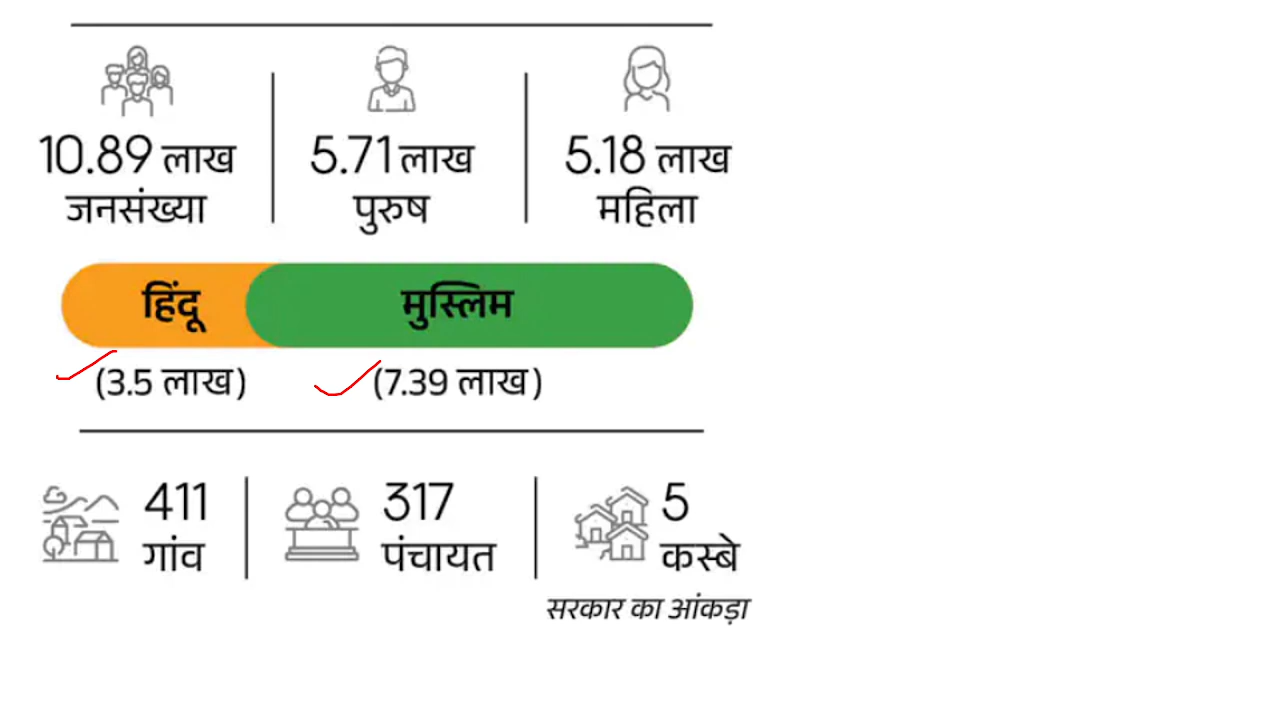 10.89 लाख
जनसंख्या
5.71 लाख
पुरुष
5.18 लाख
महिला
हिंदू
मुस्लिम
(3.5 लाख)
(7.39 लाख)
411
गांव
317
पंचायत
5
कस्बे
सरकार का आंकड़ा